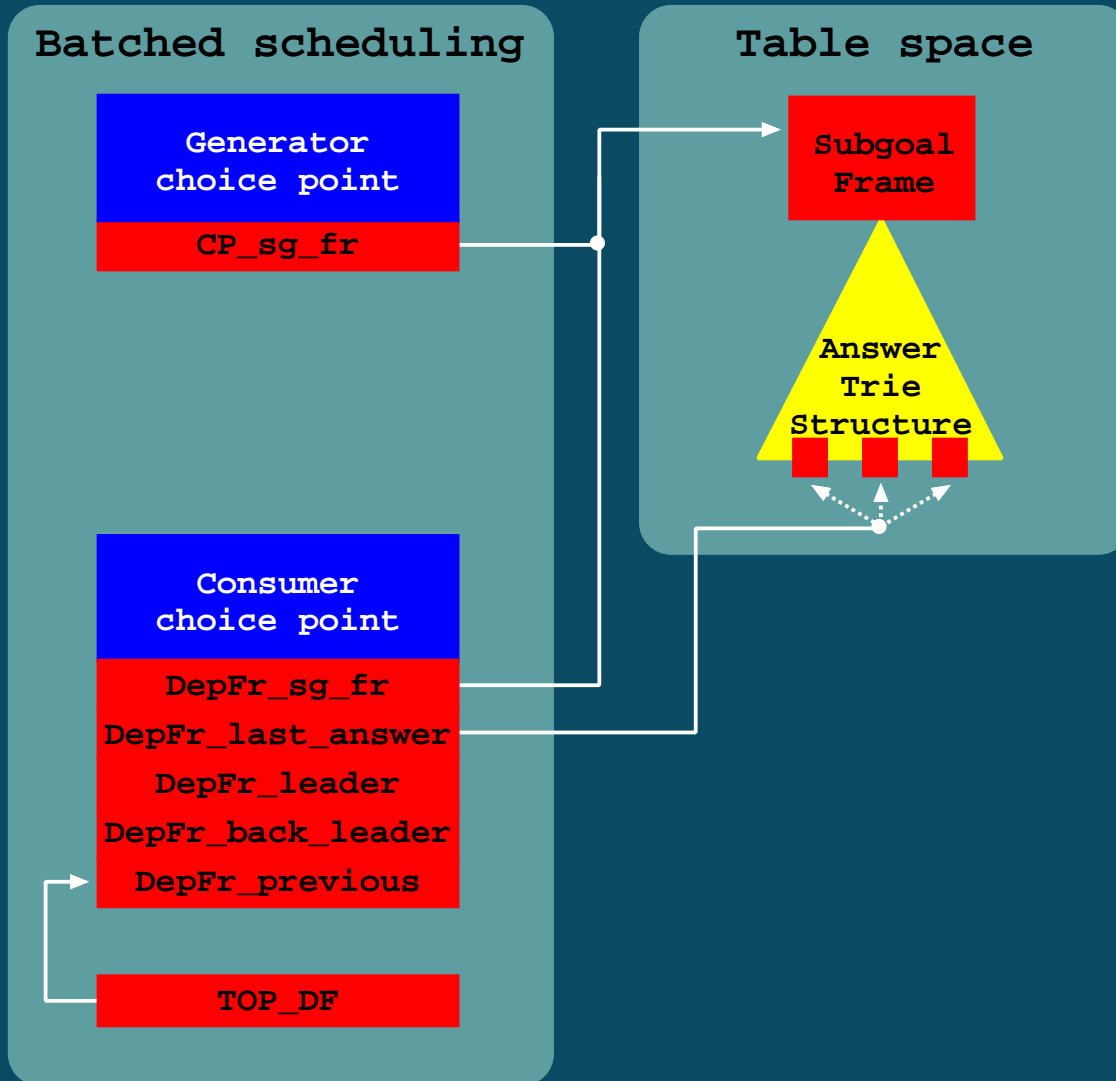 Batched scheduling
Generator
choice point
CP_sg_fr
Consumer
choice point
DepFr_sg_fr
DepFr_last_answer
DepFr_leader
DepFr_back_leader
DepFr_previous
TOP_DF
Table space
Subgoal
Frame
Answer
Trie
Structure